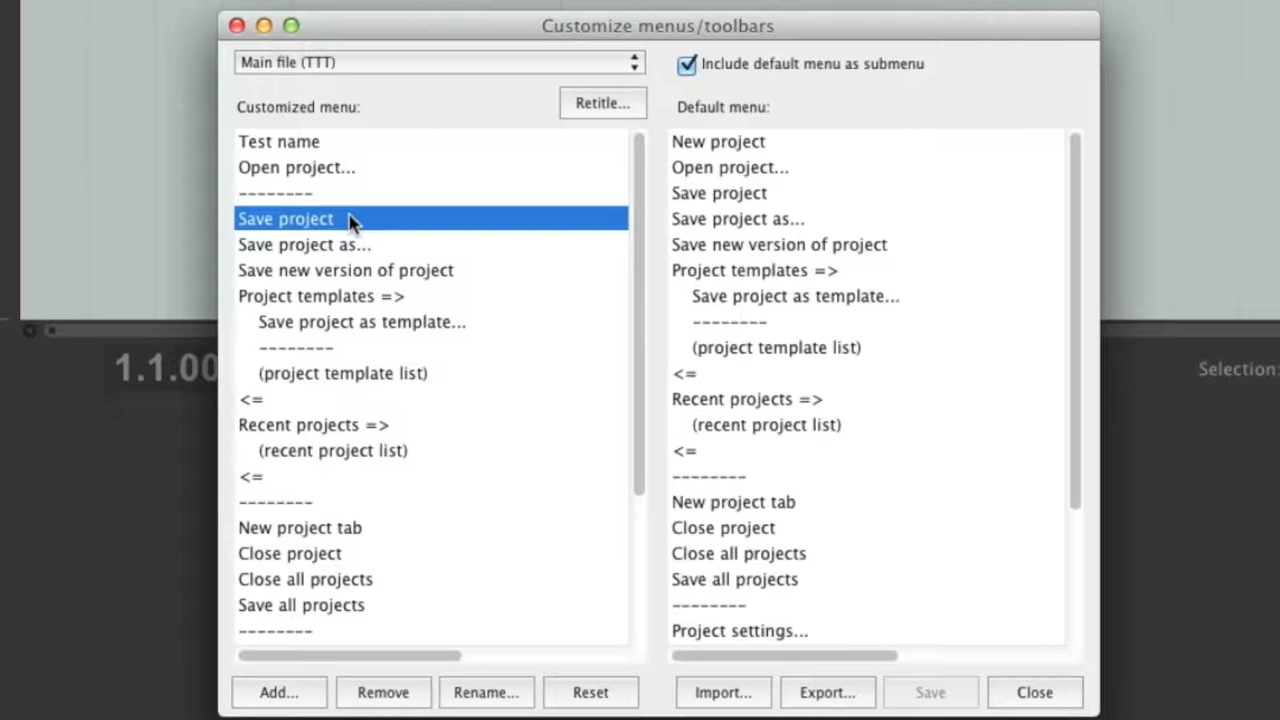 Customize menus/toolbars
Main file (TTT)
Include default menu as submenu
Customized menu:
Retitle...
Default menu:
Test name
Open project...
--------
Save project
Save project as...
Save new version of project
Project templates =>
Save project as template...
--------
(project template list)
<=
Recent projects =>
(recent project list)
<=
--------
New project tab
Close project
Close all projects
Save all projects
--------
New project
Open project...
Save project
Save project as...
Save new version of project
Project templates =>
Save project as template...
--------
(project template list)
<=
Recent projects =>
(recent project list)
<=
--------
New project tab
Close project
Close all projects
Save all projects
--------
Project settings...
1.1.00
Selection:
Add...
Remove
Rename...
Reset
Import...
Export...
Save
Close